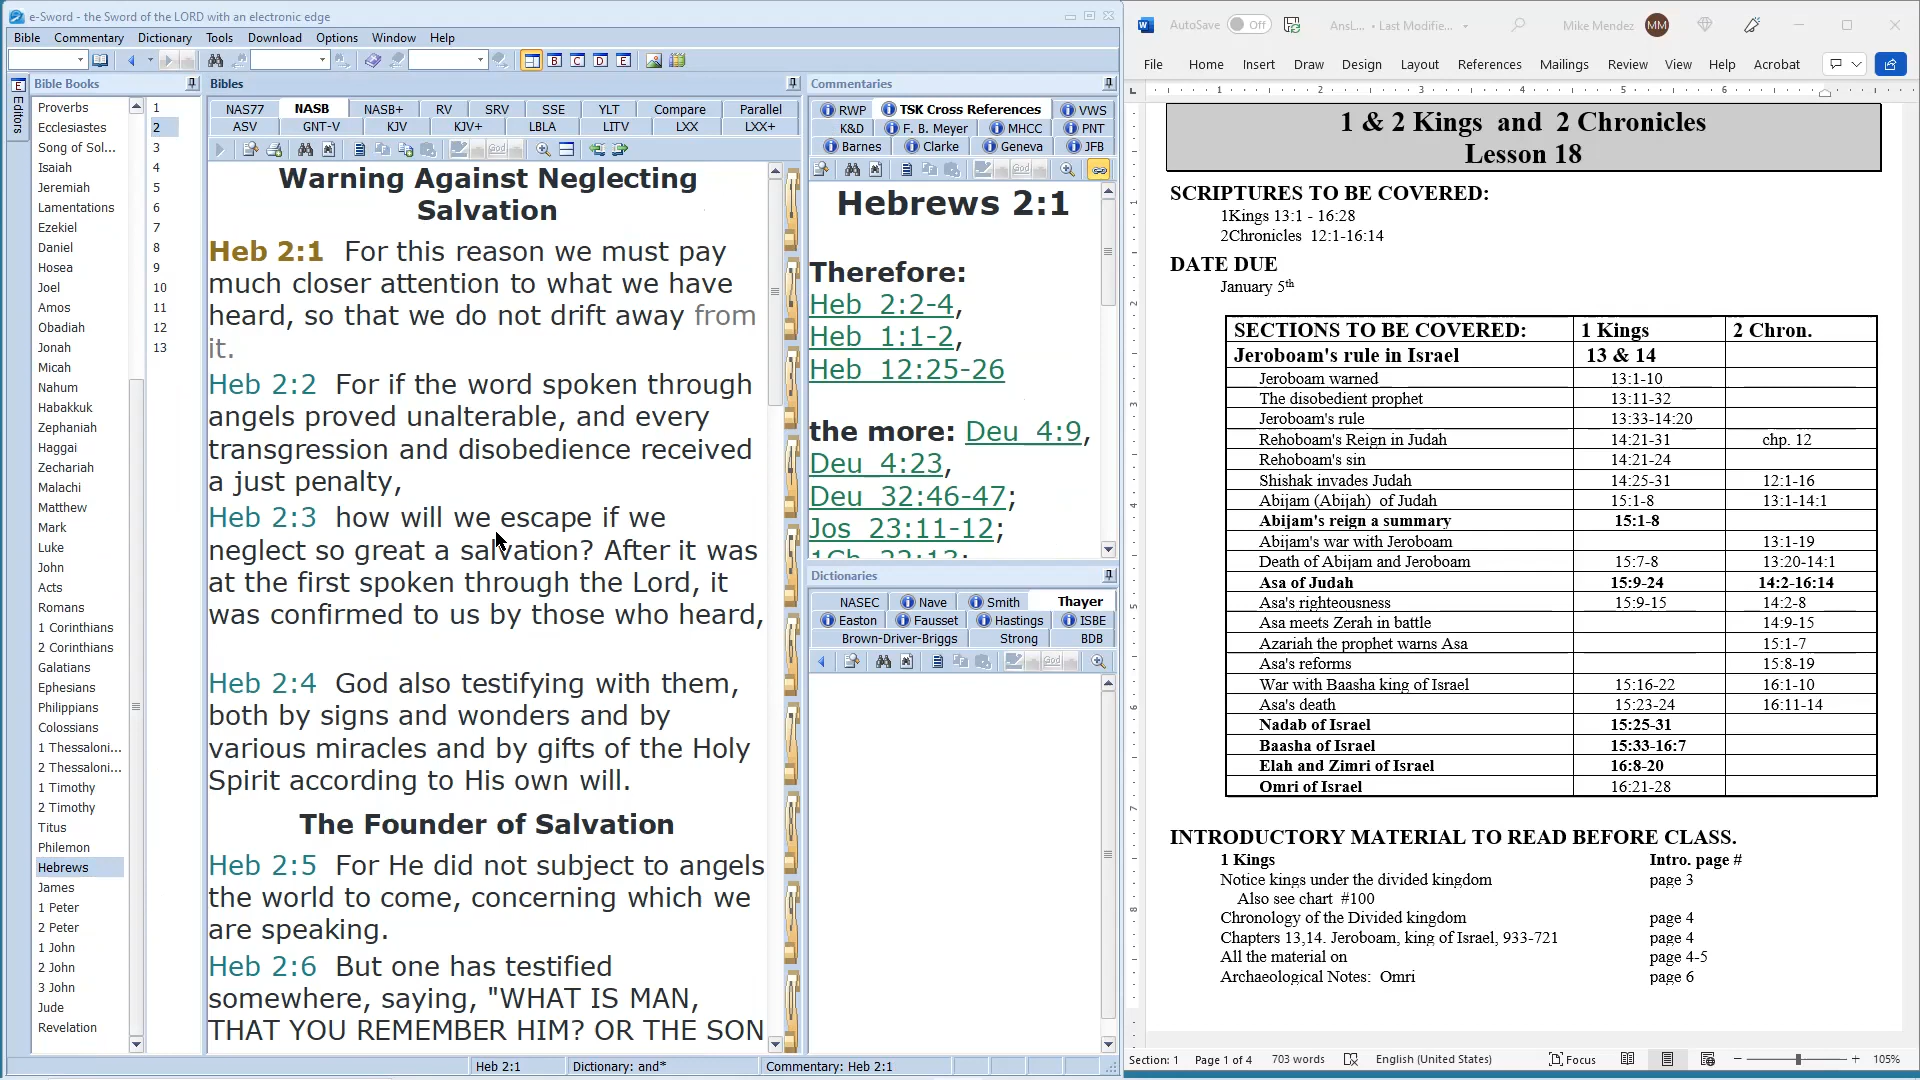 e-Sword - the Sword of the LORD with an electronic edge
Bible Commentary Dictionary Tools Download Options Window Help
B C D E
Editors
Bible Books
Proverbs
Ecclesiastes
Song of Sol...
Isaiah
Jeremiah
Lamentations
Ezekiel
Daniel
Hosea
Joel
Amos
Obadiah
Jonah
Micah
Nahum
Habakkuk
Zephaniah
Haggai
Zechariah
Malachi
Matthew
Mark
Luke
John
Acts
Romans
1 Corinthians
2 Corinthians
Galatians
Ephesians
Philippians
Colossians
1 Thessaloni...
2 Thessaloni...
1 Timothy
2 Timothy
Titus
Philemon
Hebrews
James
1 Peter
2 Peter
1 John
2 John
3 John
Jude
Revelation
1
2
3
4
5
6
7
8
9
10
11
12
13
Bibles
NAS77 NASB NASB+ RV SRV SSE YLT Compare Parallel
ASV GNT-V KJV KJV+ LBLA LITV LXX LXX+
God
Warning Against Neglecting
Salvation
Heb 2:1 For this reason we must pay
much closer attention to what we have
heard, so that we do not drift away from
it.
Heb 2:2 For if the word spoken through
angels proved unalterable, and every
transgression and disobedience received
a just penalty,
Heb 2:3 how will we escape if we
neglect so great a salvation? After it was
at the first spoken through the Lord, it
was confirmed to us by those who heard,
Heb 2:4 God also testifying with them,
both by signs and wonders and by
various miracles and by gifts of the Holy
Spirit according to His own will.
The Founder of Salvation
Heb 2:5 For He did not subject to angels
the world to come, concerning which we
are speaking.
Heb 2:6 But one has testified
somewhere, saying, "WHAT IS MAN,
THAT YOU REMEMBER HIM? OR THE SON
Commentaries
RWP TSK Cross References VWS
K&D F. B. Meyer MHCC PNT
Barnes Clarke Geneva JFB
God
Hebrews 2:1
Therefore:
Heb 2:2-4,
Heb 1:1-2,
Heb 12:25-26
the more: Deu 4:9,
Deu 4:23,
Deu 32:46-47;
Jos 23:11-12;
1Ch 22:13;
Dictionaries
NASEC Nave Smith Thayer
Easton Fausset Hastings ISBE
Brown-Driver-Briggs Strong BDB
God
Heb 2:1 Dictionary: and* Commentary: Heb 2:1
AutoSave Off AnsL... • Last Modifie... Mike Mendez MM
File Home Insert Draw Design Layout References Mailings Review View Help Acrobat
1 2 3 4 5 6
1
2
3
4
5
6
7
8
1 & 2 Kings and 2 Chronicles
Lesson 18
SCRIPTURES TO BE COVERED:
1Kings 13:1 - 16:28
2Chronicles 12:1-16:14
DATE DUE
January 5th
SECTIONS TO BE COVERED: 1 Kings 2 Chron.
Jeroboam's rule in Israel 13 & 14
Jeroboam warned 13:1-10
The disobedient prophet 13:11-32
Jeroboam's rule 13:33-14:20
Rehoboam's Reign in Judah 14:21-31 chp. 12
Rehoboam's sin 14:21-24
Shishak invades Judah 14:25-31 12:1-16
Abijam (Abijah) of Judah 15:1-8 13:1-14:1
Abijam's reign a summary 15:1-8
Abijam's war with Jeroboam 13:1-19
Death of Abijam and Jeroboam 15:7-8 13:20-14:1
Asa of Judah 15:9-24 14:2-16:14
Asa's righteousness 15:9-15 14:2-8
Asa meets Zerah in battle 14:9-15
Azariah the prophet warns Asa 15:1-7
Asa's reforms 15:8-19
War with Baasha king of Israel 15:16-22 16:1-10
Asa's death 15:23-24 16:11-14
Nadab of Israel 15:25-31
Baasha of Israel 15:33-16:7
Elah and Zimri of Israel 16:8-20
Omri of Israel 16:21-28
INTRODUCTORY MATERIAL TO READ BEFORE CLASS.
1 Kings Intro. page #
Notice kings under the divided kingdom page 3
Also see chart #100
Chronology of the Divided kingdom page 4
Chapters 13,14. Jeroboam, king of Israel, 933-721 page 4
All the material on page 4-5
Archaeological Notes: Omri page 6
Section: 1 Page 1 of 4 703 words English (United States) Focus 105%